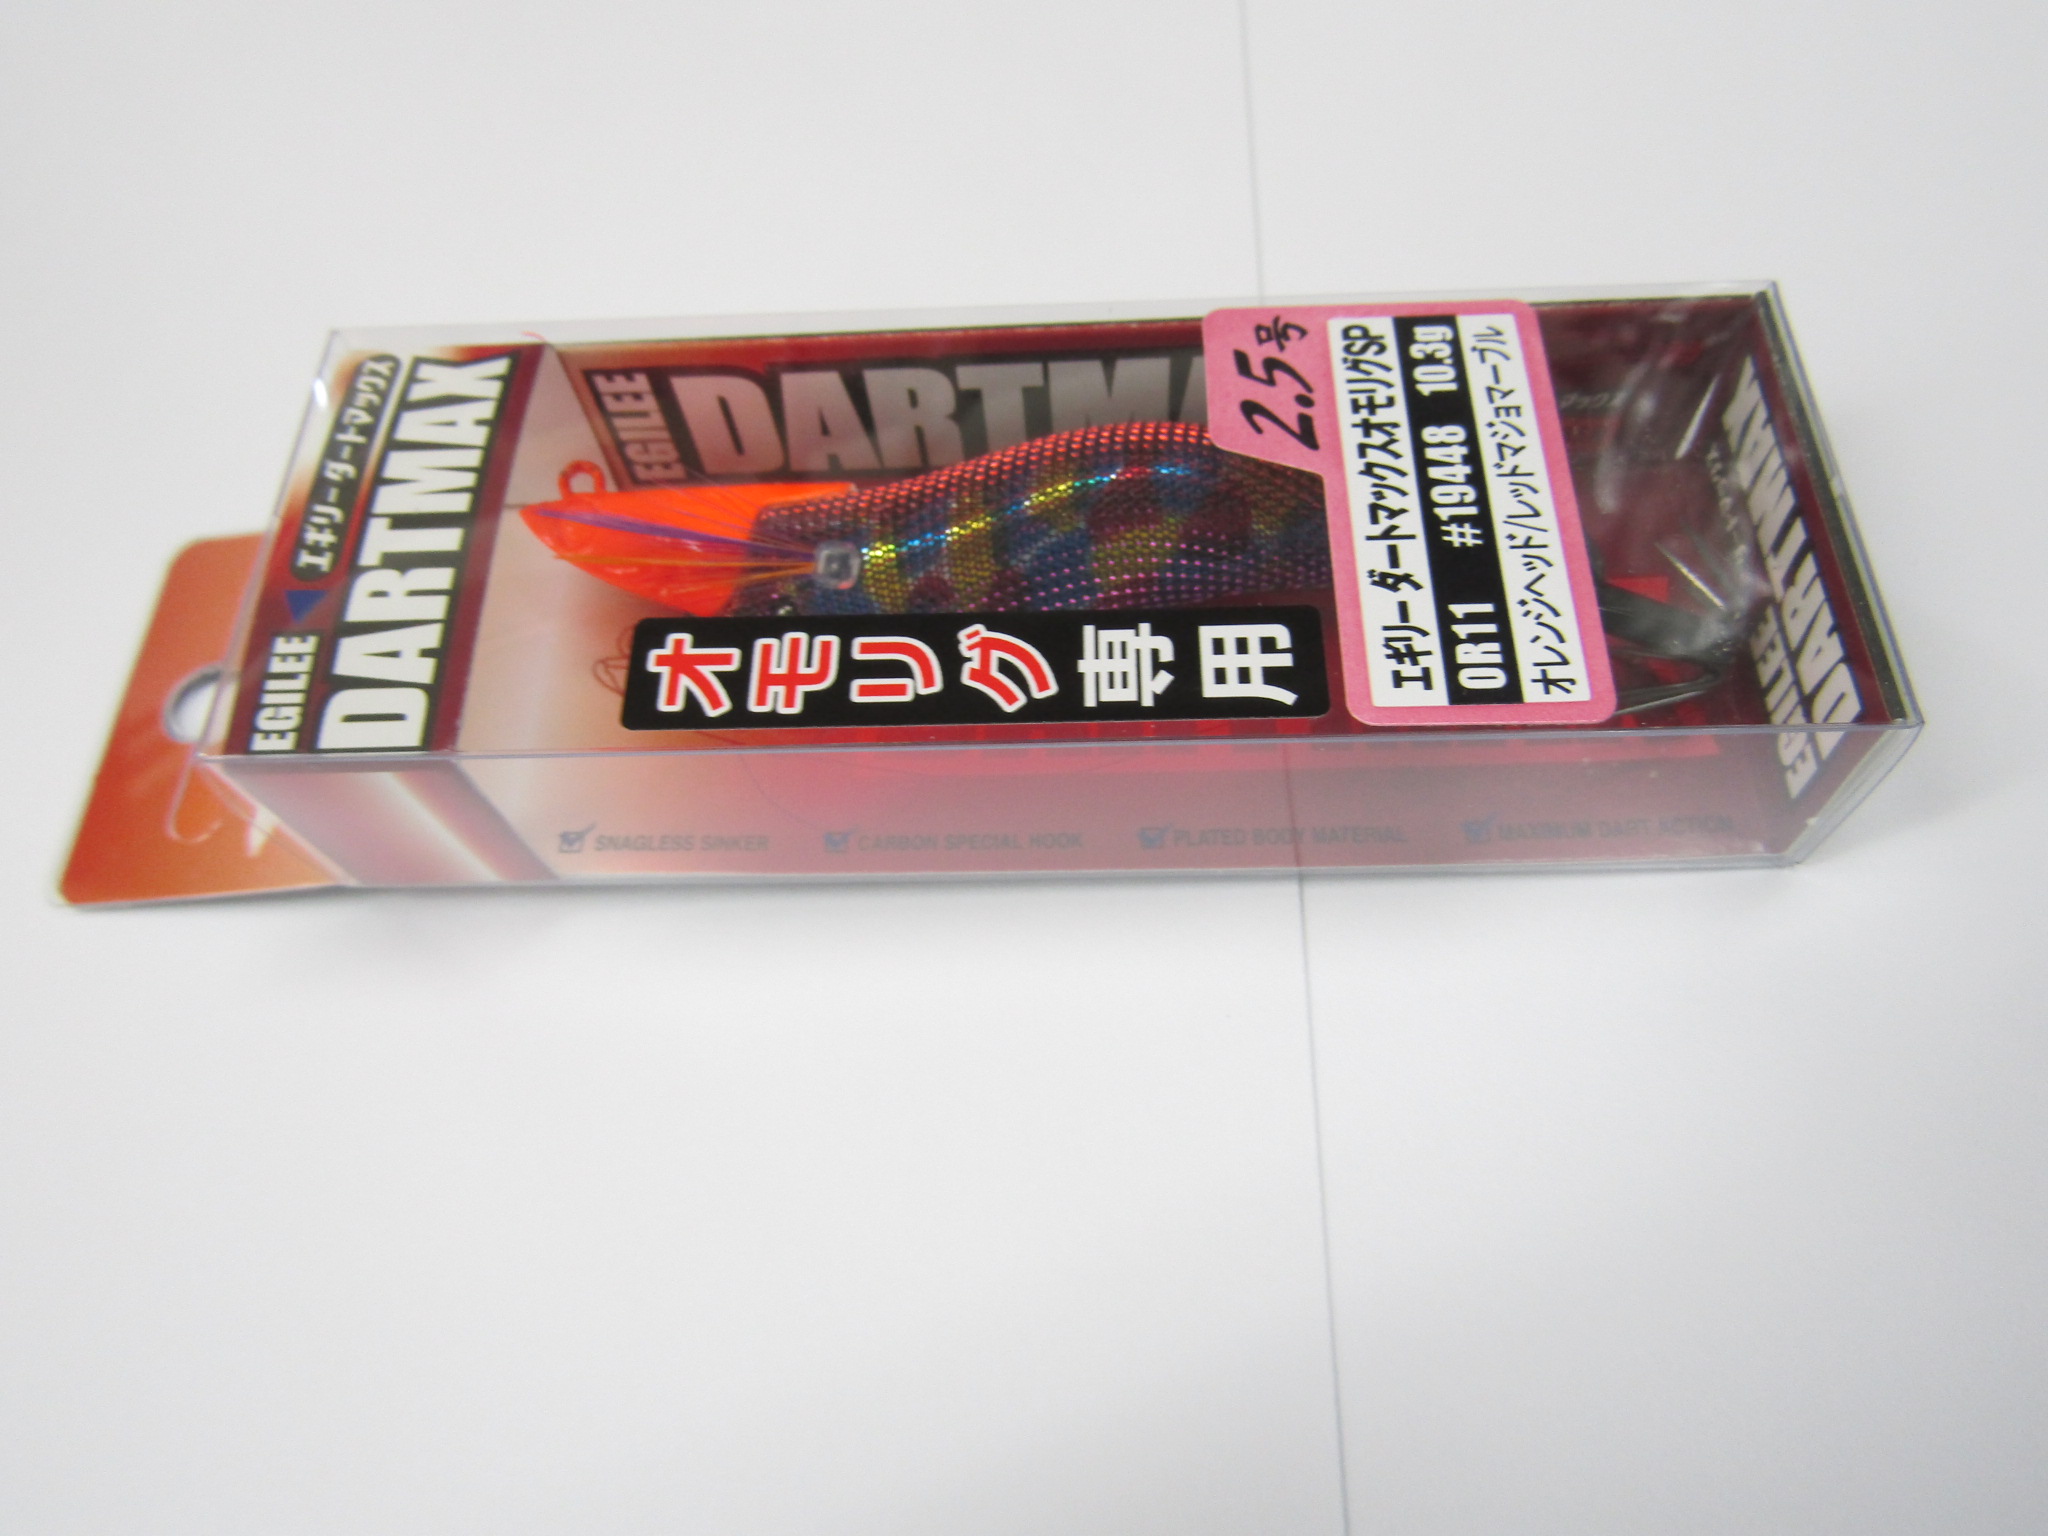 EGILEE
エギリーダートマックス
DARTMAX
EGILEE
DARTMA
オモリグ専用
2.5号
エギリーダートマックスオモリグSP
OR11 #19448 10.3g
オレンジヘッド/レッドマジョマーブル
SNAGLESS SINKER
CARBON SPECIAL HOOK
PLATED BODY MATERIAL
MAXIMUM DART ACTION
EGILEE
DARTMAX